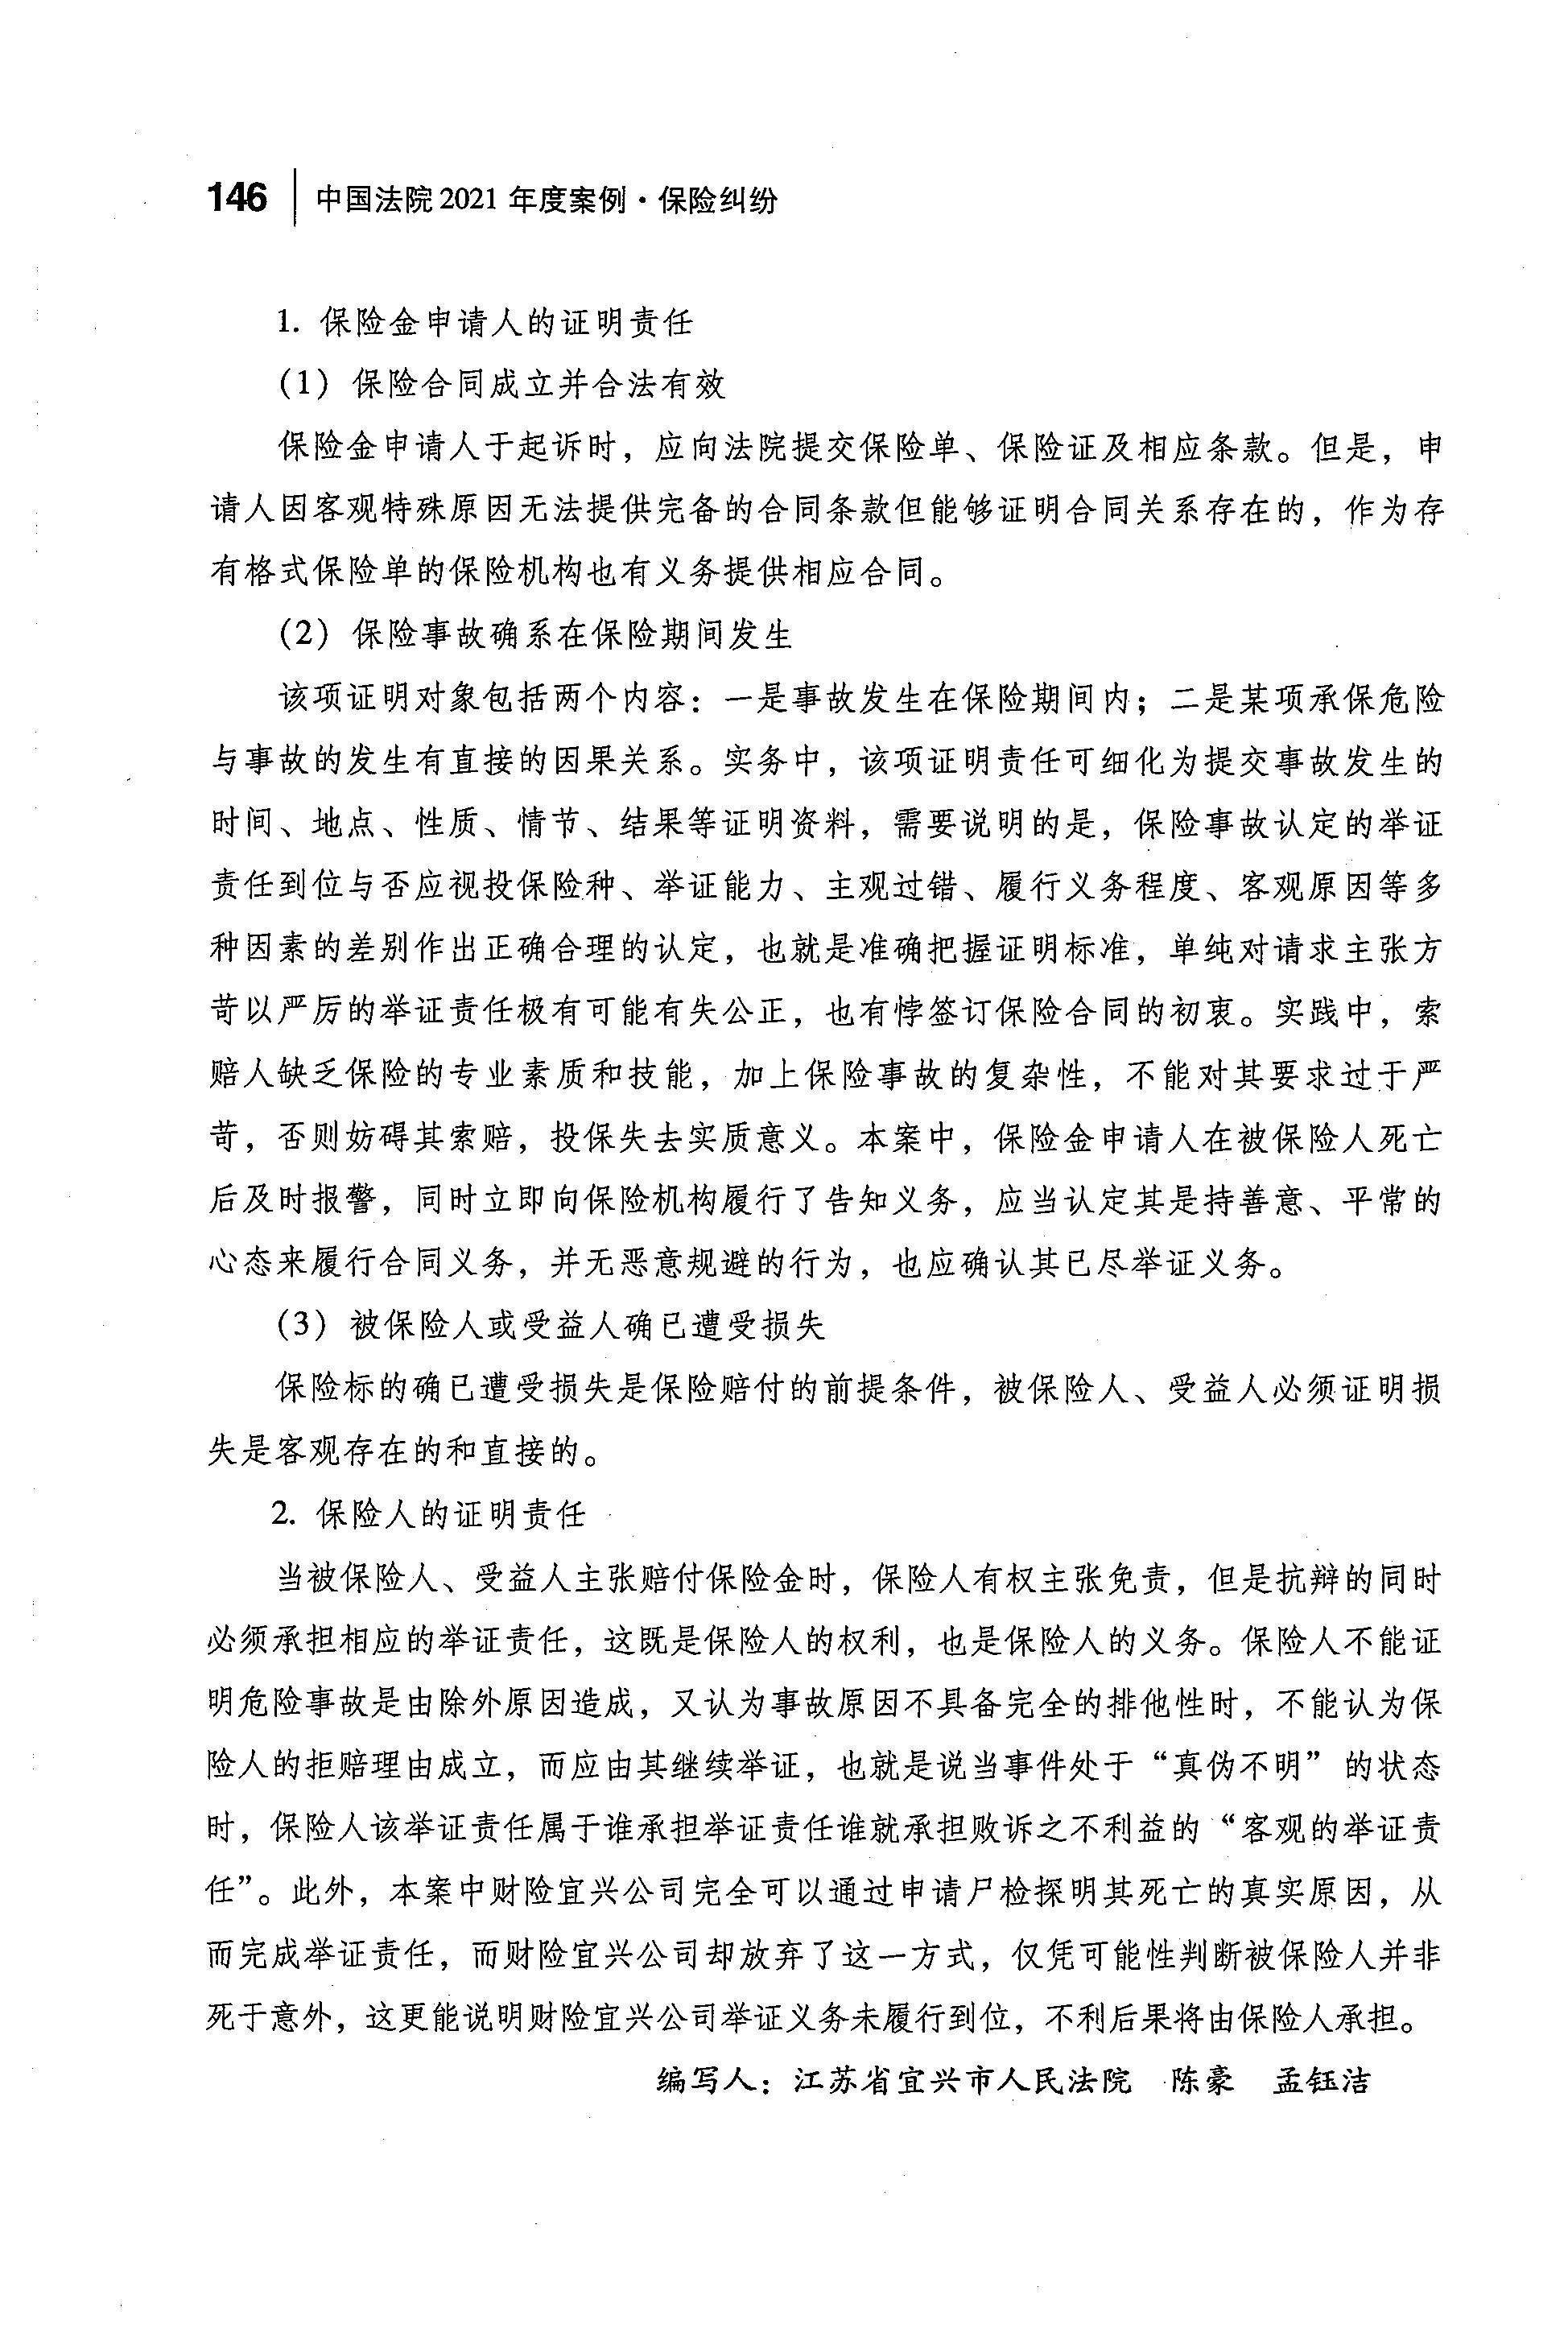 146 中国法院2021年度案例·保险纠纷
1. 保险金申请人的证明责任
(1) 保险合同成立并合法有效
保险金申请人于起诉时，应向法院提交保险单、保险证及相应条款。但是，申
请人因客观特殊原因无法提供完备的合同条款但能够证明合同关系存在的，作为存
有格式保险单的保险机构也有义务提供相应合同。
(2) 保险事故确系在保险期间发生
该项证明对象包括两个内容：一是事故发生在保险期间内；二是某项承保危险
与事故的发生有直接的因果关系。实务中，该项证明责任可细化为提交事故发生的
时间、地点、性质、情节、结果等证明资料，需要说明的是，保险事故认定的举证
责任到位与否应视投保险种、举证能力、主观过错、履行义务程度、客观原因等多
种因素的差别作出正确合理的认定，也就是准确把握证明标准，单纯对请求主张方
苛以严厉的举证责任极有可能有失公正，也有悖签订保险合同的初衷。实践中，索
赔人缺乏保险的专业素质和技能，加上保险事故的复杂性，不能对其要求过于严
苛，否则妨碍其索赔，投保失去实质意义。本案中，保险金申请人在被保险人死亡
后及时报警，同时立即向保险机构履行了告知义务，应当认定其是持善意、平常的
心态来履行合同义务，并无恶意规避的行为，也应确认其已尽举证义务。
(3) 被保险人或受益人确已遭受损失
保险标的确已遭受损失是保险赔付的前提条件，被保险人、受益人必须证明损
失是客观存在的和直接的。
2. 保险人的证明责任
当被保险人、受益人主张赔付保险金时，保险人有权主张免责，但是抗辩的同时
必须承担相应的举证责任，这既是保险人的权利，也是保险人的义务。保险人不能证
明危险事故是由除外原因造成，又认为事故原因不具备完全的排他性时，不能认为保
险人的拒赔理由成立，而应由其继续举证，也就是说当事件处于“真伪不明”的状态
时，保险人该举证责任属于谁承担举证责任谁就承担败诉之不利益的“客观的举证责
任”。此外，本案中财险宜兴公司完全可以通过申请尸检探明其死亡的真实原因，从
而完成举证责任，而财险宜兴公司却放弃了这一方式，仅凭可能性判断被保险人并非
死于意外，这更能说明财险宜兴公司举证义务未履行到位，不利后果将由保险人承担。
编写人：江苏省宜兴市人民法院 陈豪 孟钰洁